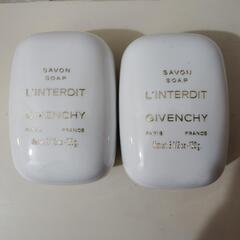 SAVON
SOAP
L'INTERDIT
GIVENCHY
PARIS FRANCE
SAVON
SOAP
L'INTERDIT
GIVENCHY
PARIS FRANCE